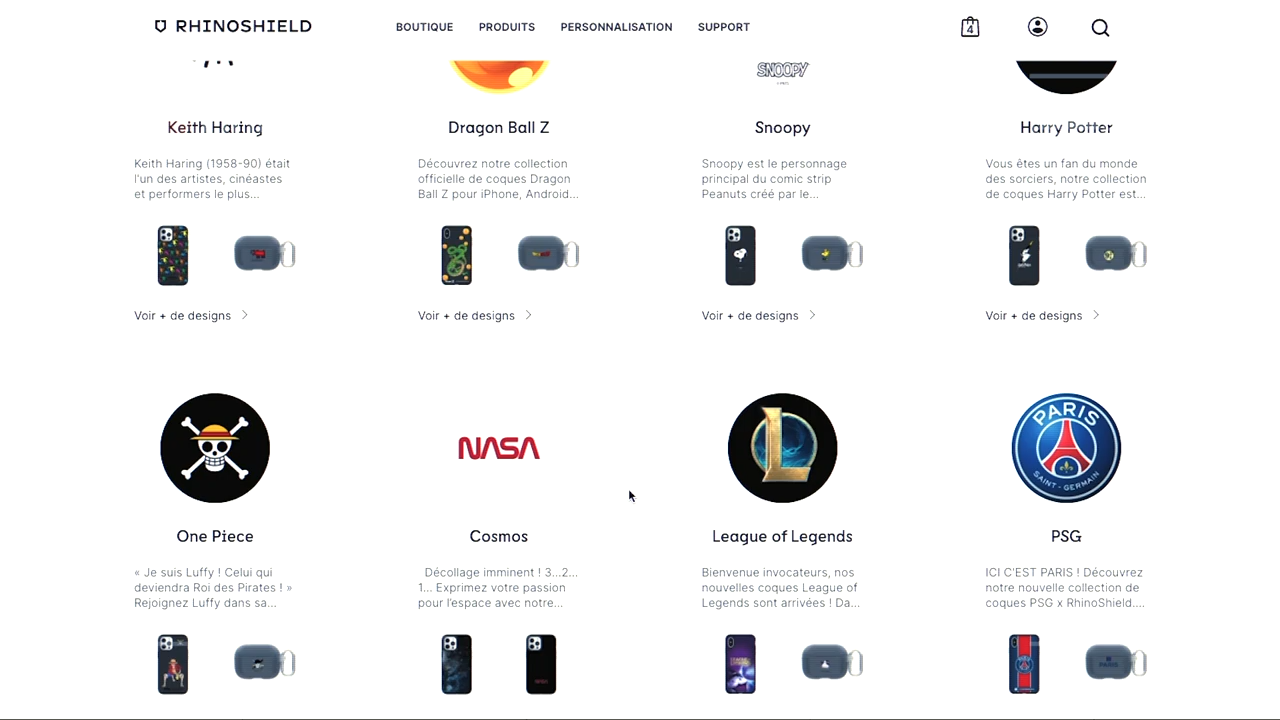 RHINOSHIELD
BOUTIQUE PRODUITS PERSONNALISATION SUPPORT
4
SNOOPY
Keith Haring
Keith Haring (1958-90) était
l'un des artistes, cinéastes
et performers le plus...
Voir + de designs
Dragon Ball Z
Découvrez notre collection
officielle de coques Dragon
Ball Z pour iPhone, Android...
Voir + de designs
Snoopy
Snoopy est le personnage
principal du comic strip
Peanuts créé par le...
Voir + de designs
Harry Potter
Vous êtes un fan du monde
des sorciers, notre collection
de coques Harry Potter est...
Voir + de designs
One Piece
« Je suis Luffy ! Celui qui
deviendra Roi des Pirates ! »
Rejoignez Luffy dans sa...
NASA
Cosmos
Décollage imminent ! 3...2...
1... Exprimez votre passion
pour l'espace avec notre...
League of Legends
Bienvenue invocateurs, nos
nouvelles coques League of
Legends sont arrivées ! Da...
PARIS
SAINT-GERMAIN
PSG
ICI C'EST PARIS ! Découvrez
notre nouvelle collection de
coques PSG x RhinoShield....
PARIS